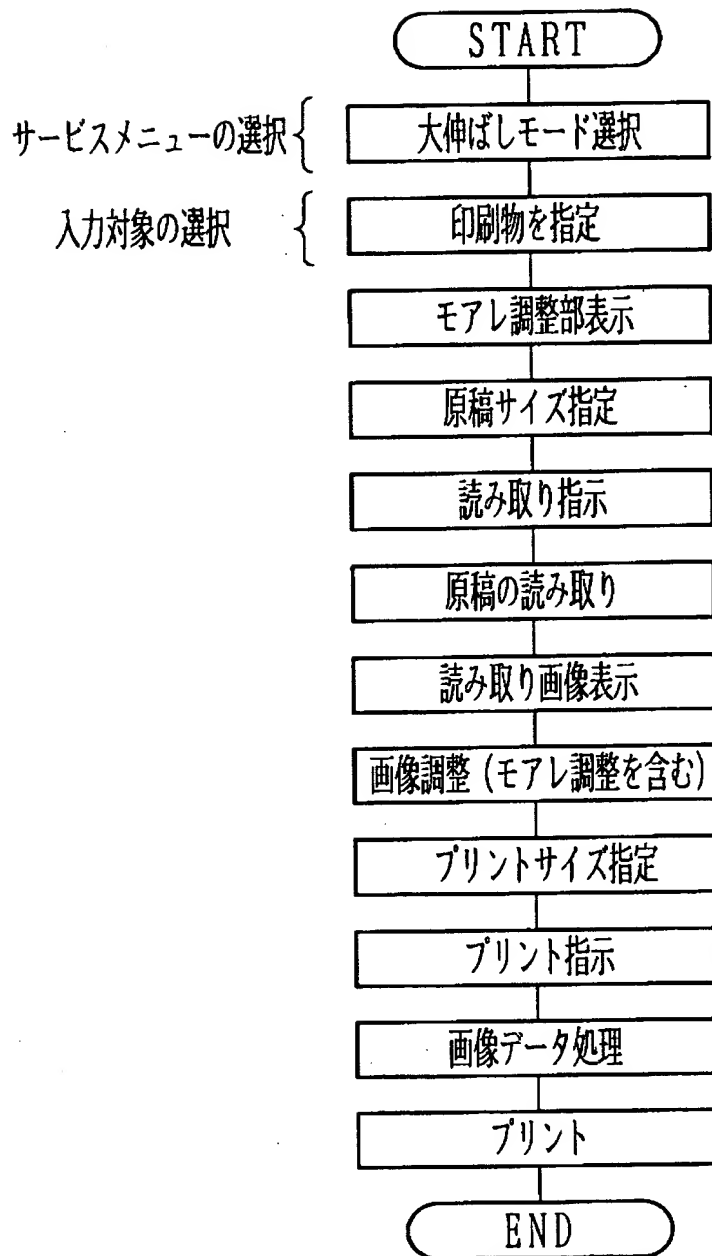 START
サービスメニューの選択
大伸ばしモード選択
入力対象の選択
印刷物を指定
モアレ調整部表示
原稿サイズ指定
読み取り指示
原稿の読み取り
読み取り画像表示
画像調整（モアレ調整を含む）
プリントサイズ指定
プリント指示
画像データ処理
プリント
END